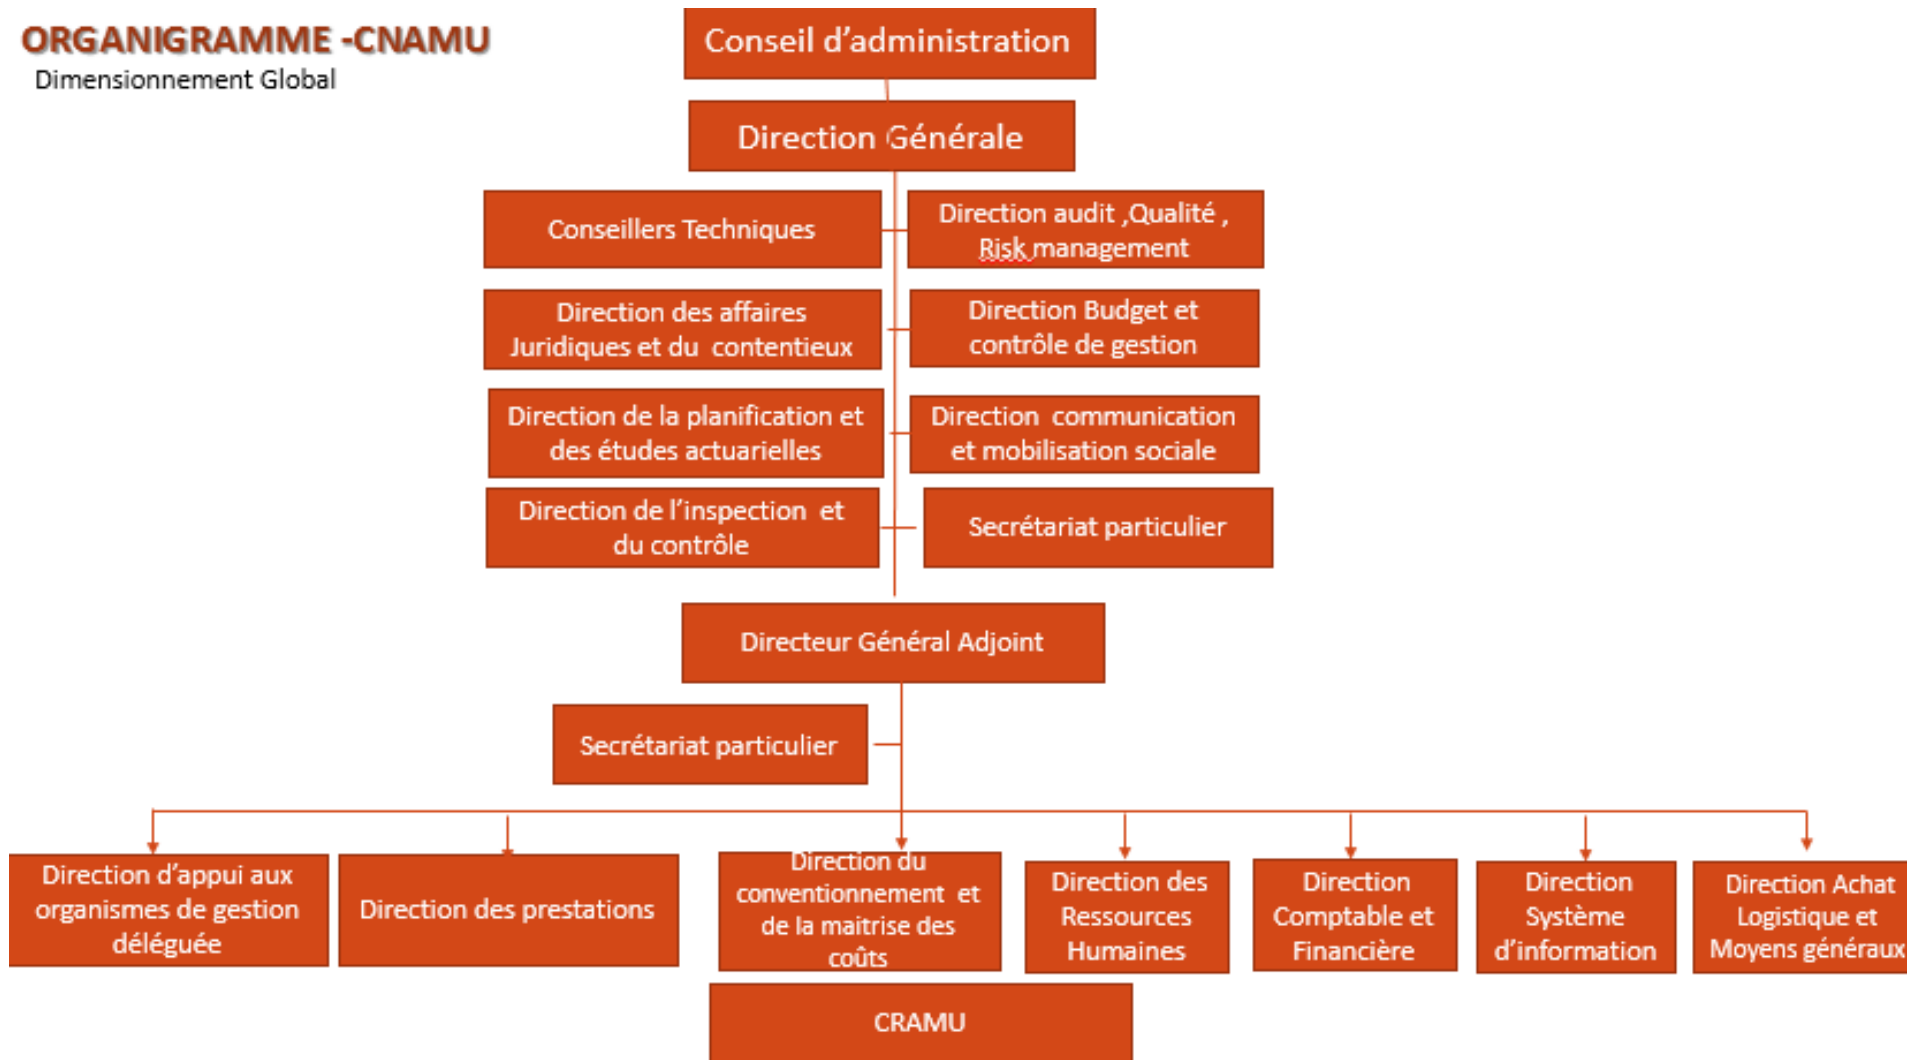 ORGANIGRAMME -CNAMU
Dimensionnement Global
Conseil d’administration
Direction Générale
Conseillers Techniques
Direction audit ,Qualité ,
Risk management
Direction des affaires
Juridiques et du contentieux
Direction Budget et
contrôle de gestion
Direction de la planification et
des études actuarielles
Direction communication
et mobilisation sociale
Direction de l’inspection et
du contrôle
Secrétariat particulier
Directeur Général Adjoint
Secrétariat particulier
Direction d’appui aux
organismes de gestion
déléguée
Direction des prestations
Direction du
conventionnement et
de la maitrise des
coûts
Direction des
Ressources
Humaines
Direction
Comptable et
Financière
Direction
Système
d’information
Direction Achat
Logistique et
Moyens généraux
CRAMU